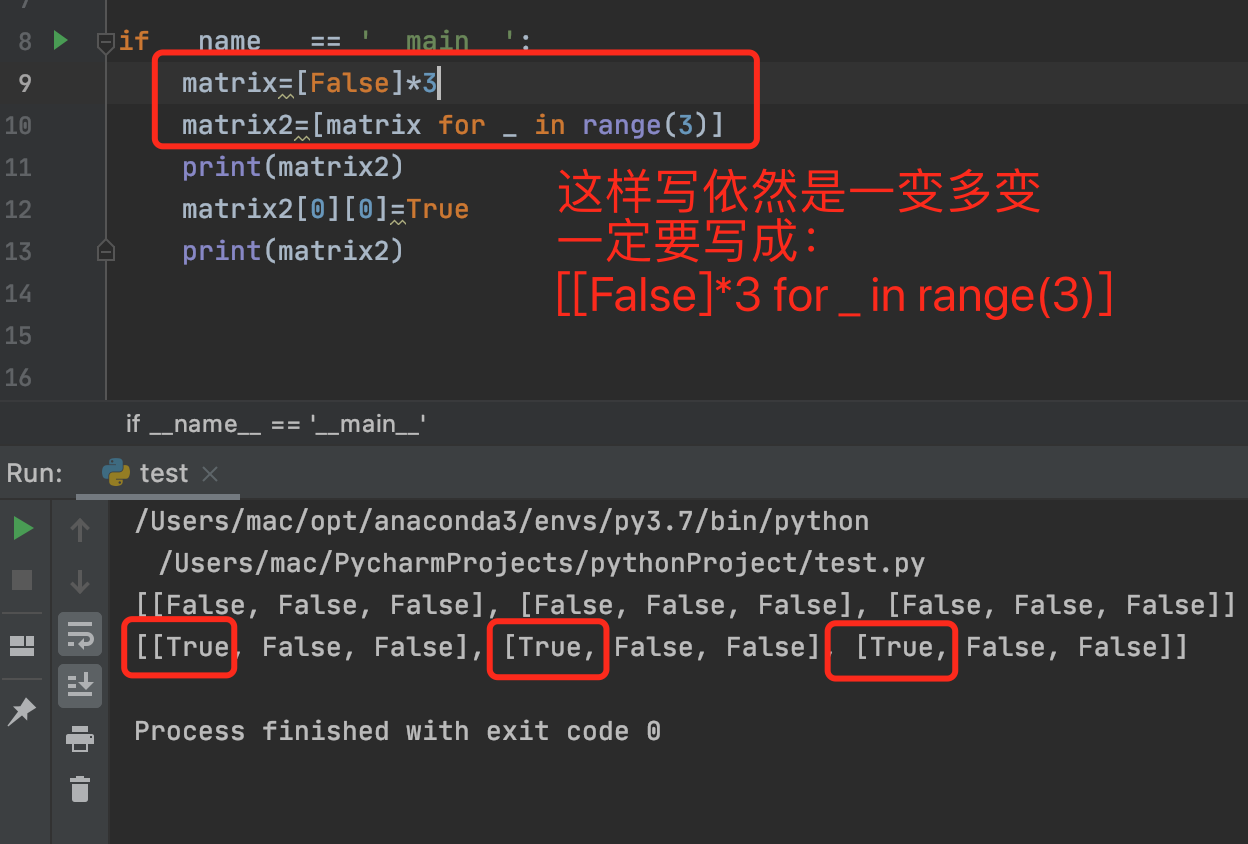 7
8 if __name__ == '__main__':
9 matrix=[False]*3
10 matrix2=[matrix for _ in range(3)]
11 print(matrix2)
12 matrix2[0][0]=True
13 print(matrix2)
这样写依然是一变多变
一定要写成：
[[False]*3 for _ in range(3)]
14
15
16
if __name__ == '__main__'
Run: test
/Users/mac/opt/anaconda3/envs/py3.7/bin/python
/Users/mac/PycharmProjects/pythonProject/test.py
[[False, False, False], [False, False, False], [False, False, False]]
[[True, False, False], [True, False, False], [True, False, False]]
Process finished with exit code 0